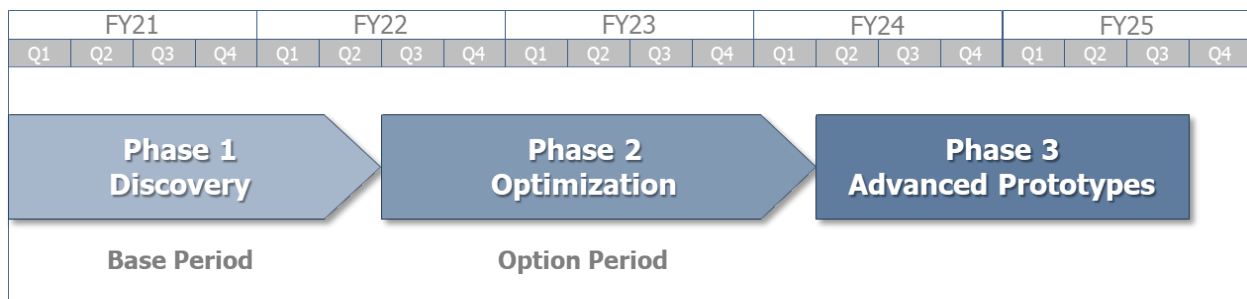 FY21 FY22 FY23 FY24 FY25
Q1 Q2 Q3 Q4 Q1 Q2 Q3 Q4 Q1 Q2 Q3 Q4 Q1 Q2 Q3 Q4 Q1 Q2 Q3 Q4
Phase 1 Phase 2 Phase 3
Discovery Optimization Advanced Prototypes
Base Period Option Period